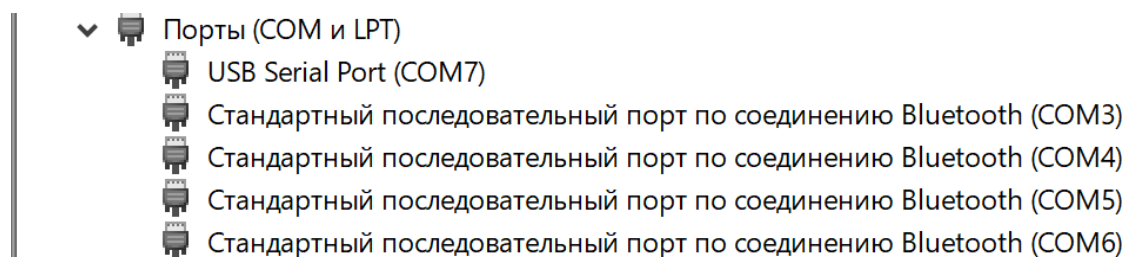 Порты (COM и LPT)
USB Serial Port (COM7)
Стандартный последовательный порт по соединению Bluetooth (COM3)
Стандартный последовательный порт по соединению Bluetooth (COM4)
Стандартный последовательный порт по соединению Bluetooth (COM5)
Стандартный последовательный порт по соединению Bluetooth (COM6)